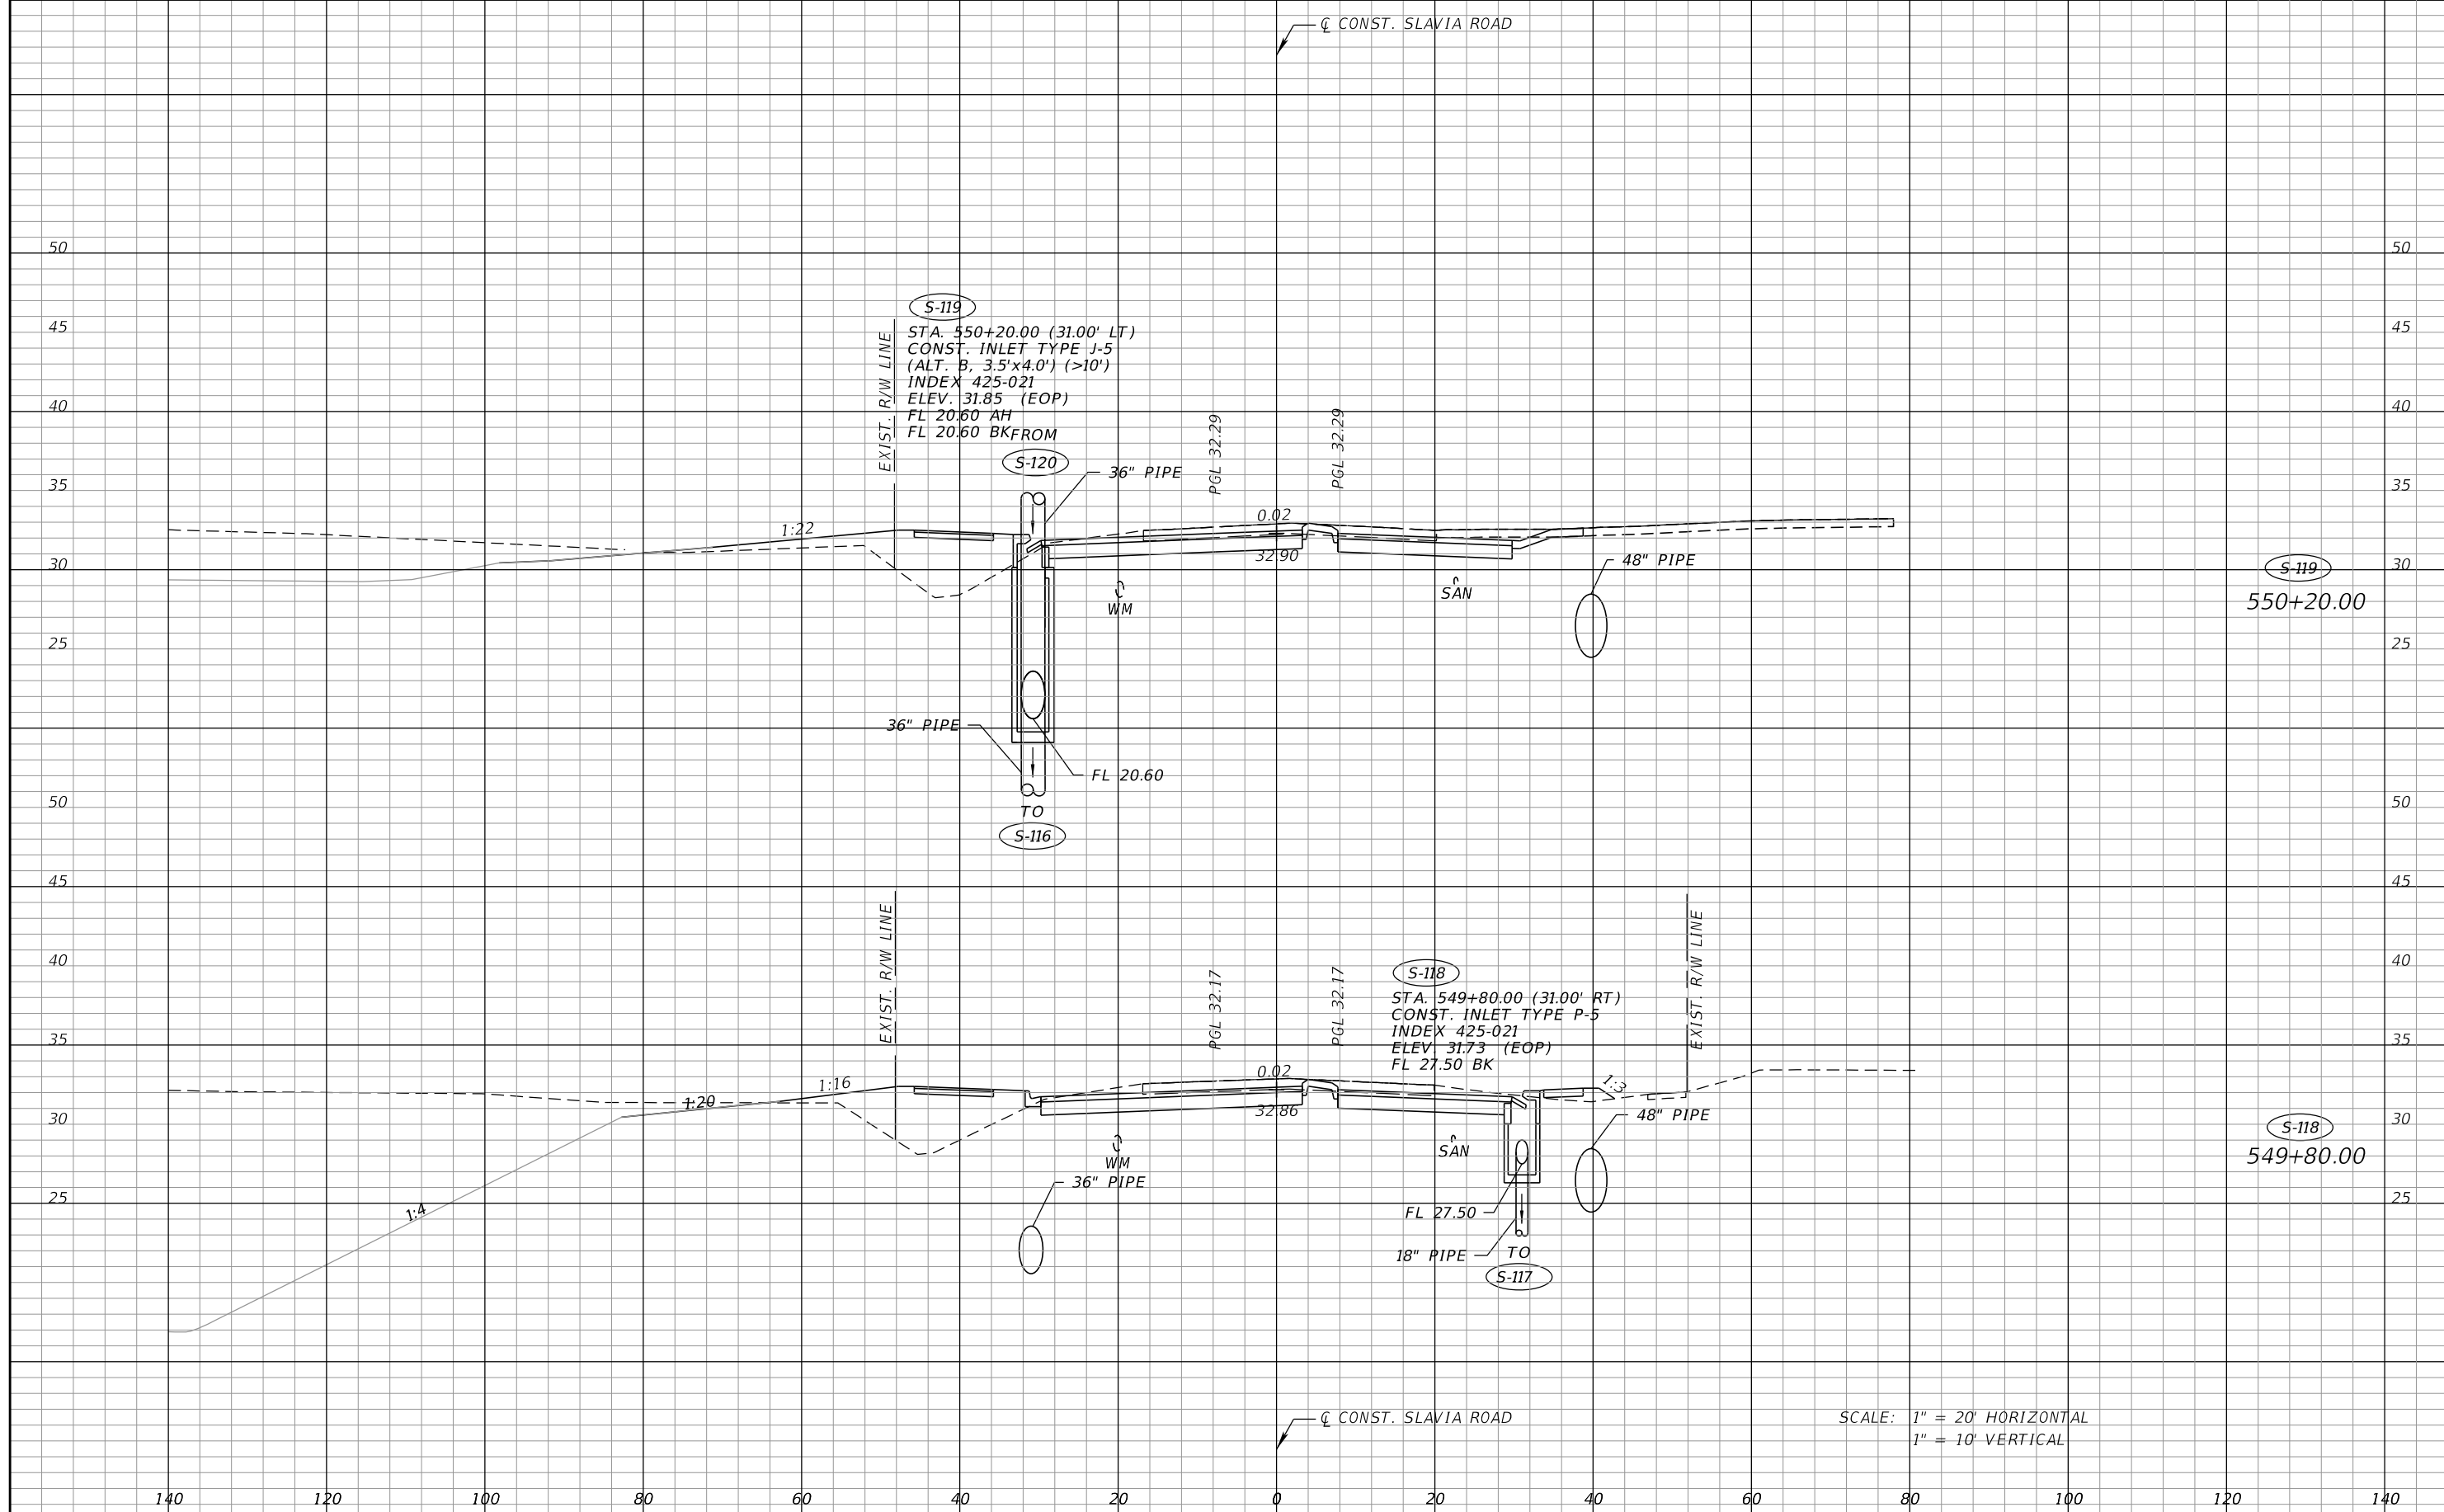 ℄ CONST. SLAVIA ROAD
50 50
S-119
45 STA. 550+20.00 (31.00' LT) 45
CONST. INLET TYPE J-5
(ALT. B, 3.5'x4.0') (>10')
INDEX 425-021
ELEV. 31.85 (EOP)
40 40
FL 20.60 AH
FL 20.60 BK FROM
EXIST. R/W LINE
PGL 32.29
PGL 32.29
S-120
36" PIPE
35 35
1:22
0.02
32.90
48" PIPE
30 30
S-119
WM
SAN
550+20.00
25 25
36" PIPE
FL 20.60
50 50
TO
S-116
45 45
EXIST. R/W LINE
EXIST. R/W LINE
40 40
S-118
PGL 32.17
PGL 32.17
STA. 549+80.00 (31.00' RT)
CONST. INLET TYPE P-5
INDEX 425-021
35 35
ELEV. 31.73 (EOP)
FL 27.50 BK
0.02
1:16
1:3
1:20
32.86
48" PIPE
30 30
S-118
SAN
549+80.00
WM
36" PIPE
25 25
1:4
FL 27.50
18" PIPE
TO
S-117
℄ CONST. SLAVIA ROAD
SCALE: 1" = 20' HORIZONTAL
1" = 10' VERTICAL
140 120 100 80 60 40 20 0 20 40 60 80 100 120 140